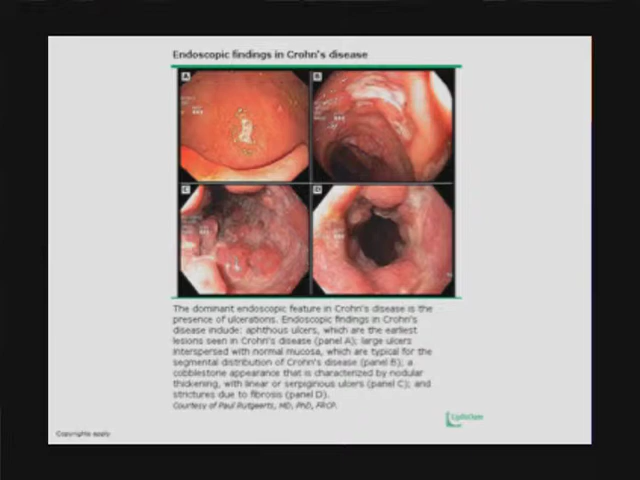 Endoscopic findings in Crohn's disease
A
B
C
D
The dominant endoscopic feature in Crohn's disease is the
presence of ulcerations. Endoscopic findings in Crohn's
disease include: aphthous ulcers, which are the earliest
lesions seen in Crohn's disease (panel A); large ulcers
interspersed with normal mucosa, which are typical for the
segmental distribution of Crohn's disease (panel B); a
cobblestone appearance that is characterized by nodular
thickening, with linear or serpiginous ulcers (panel C); and
strictures due to fibrosis (panel D).
Courtesy of Paul Rutgeerts, MD, PhD, FRCP.
UpToDate
Copyrights apply